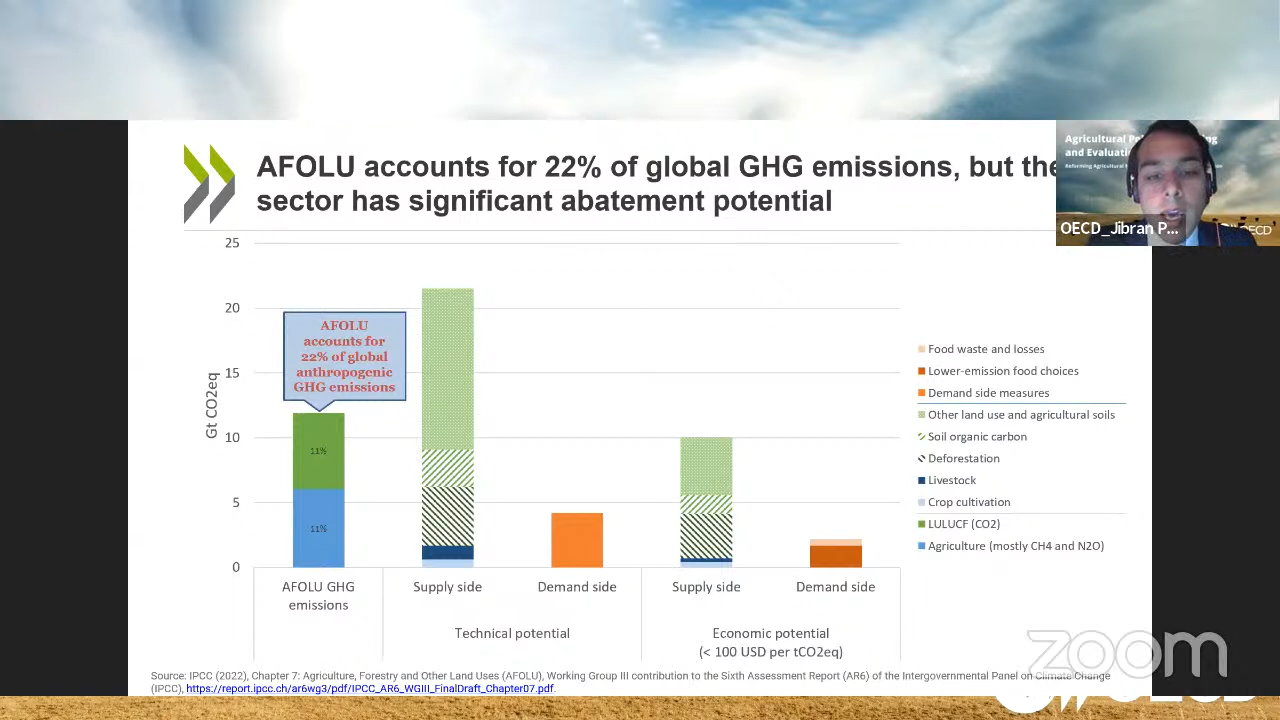 AFOLU accounts for 22% of global GHG emissions, but the
sector has significant abatement potential
Agricultural
and
OECD_Jibran P...
OECD
25
20
15
10
5
0
Gt CO2eq
AFOLU
accounts for
22% of global
anthropogenic
GHG emissions
11%
11%
Food waste and losses
Lower-emission food choices
Demand side measures
Other land use and agricultural soils
Soil organic carbon
Deforestation
Livestock
Crop cultivation
LULUCF (CO2)
Agriculture (mostly CH4 and N2O)
AFOLU GHG
emissions
Supply side
Demand side
Supply side
Demand side
Technical potential
Economic potential
(< 100 USD per tCO2eq)
zoom
Source: IPCC (2022), Chapter 7: Agriculture, Forestry and Other Land Uses (AFOLU), Working Group III contribution to the Sixth Assessment Report (AR6) of the Intergovernmental Panel on Climate Change
(IPCC), https://report.ipcc.ch/ar6wg3/pdf/IPCC_AR6_WGIII_FinalDraft_Chapter07.pdf.